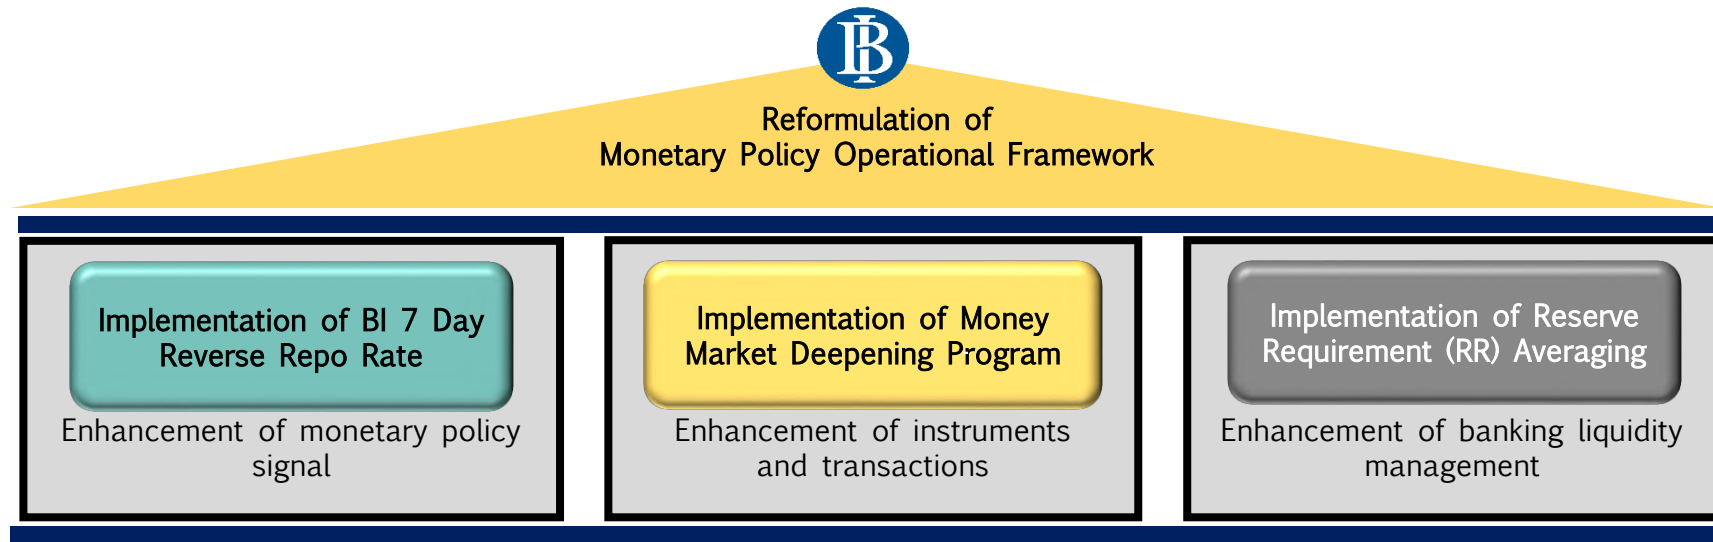 BI
Reformulation of
Monetary Policy Operational Framework
Implementation of BI 7 Day
Reverse Repo Rate
Enhancement of monetary policy
signal
Implementation of Money
Market Deepening Program
Enhancement of instruments
and transactions
Implementation of Reserve
Requirement (RR) Averaging
Enhancement of banking liquidity
management